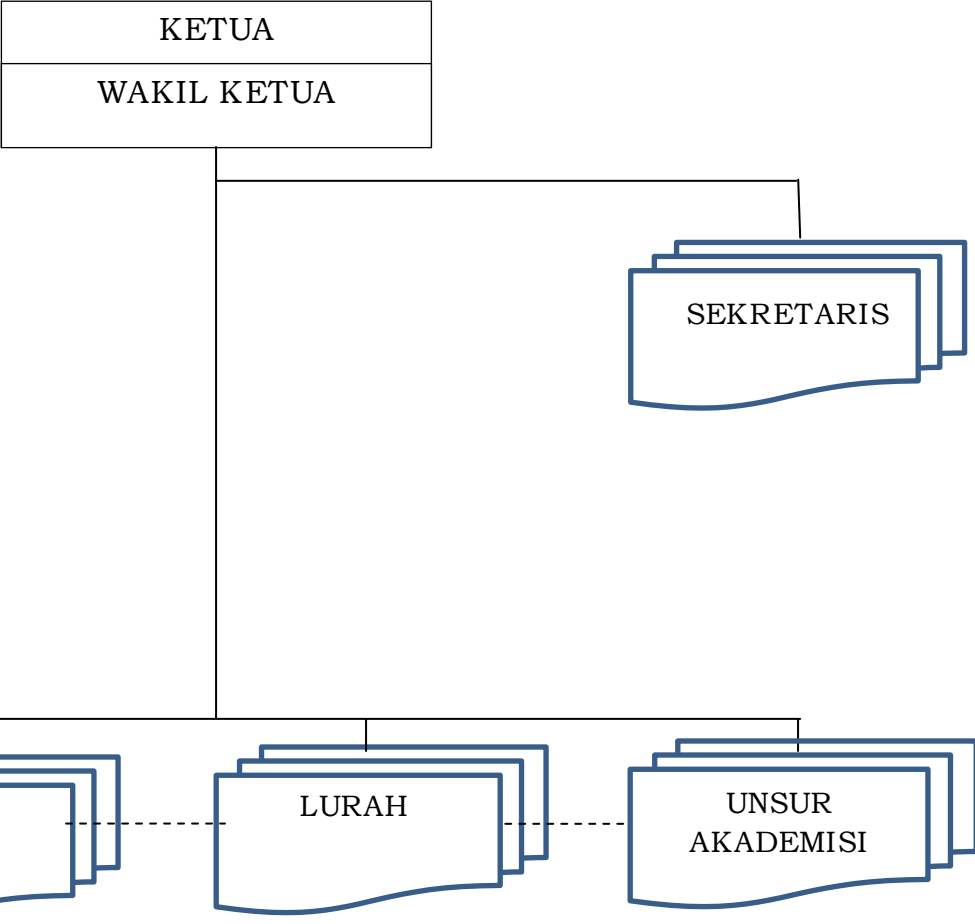 KETUA
WAKIL KETUA
SEKRETARIS
LURAH
UNSUR
AKADEMISI